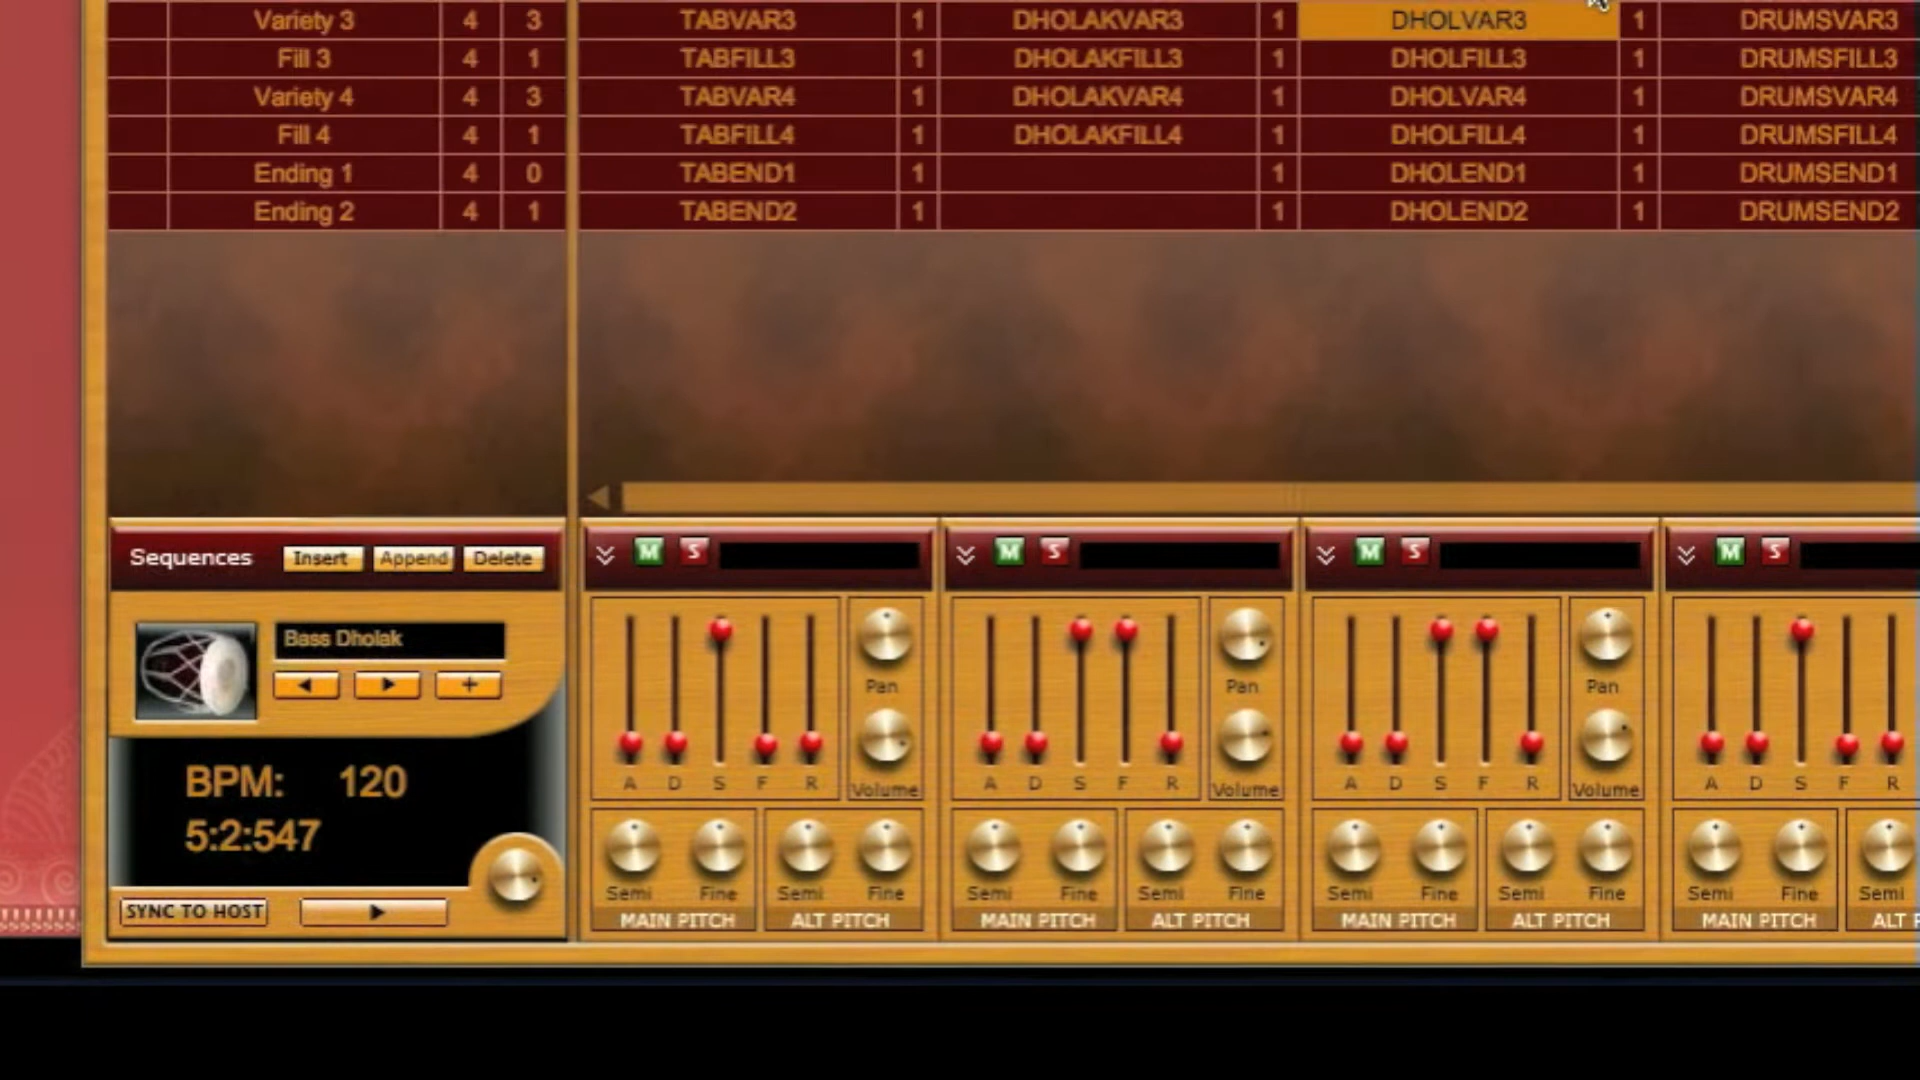 Variety 3 4 3 TABVAR3 1 DHOLAKVAR3 1 DHOLVAR3 1 DRUMSVAR3
Fill 3 4 1 TABFILL3 1 DHOLAKFILL3 1 DHOLFILL3 1 DRUMSFILL3
Variety 4 4 3 TABVAR4 1 DHOLAKVAR4 1 DHOLVAR4 1 DRUMSVAR4
Fill 4 4 1 TABFILL4 1 DHOLAKFILL4 1 DHOLFILL4 1 DRUMSFILL4
Ending 1 4 0 TABEND1 1 1 DHOLEND1 1 DRUMSEND1
Ending 2 4 1 TABEND2 1 1 DHOLEND2 1 DRUMSEND2
Sequences Insert Append Delete M S M S M S M S
Bass Dholak
Pan Pan Pan
A D S F R Volume A D S F R Volume A D S F R Volume A D S F R
BPM: 120
5:2:547
Semi Fine Semi Fine Semi Fine Semi Fine Semi Fine Semi Fine Semi Fine Semi
SYNC TO HOST MAIN PITCH ALT PITCH MAIN PITCH ALT PITCH MAIN PITCH ALT PITCH MAIN PITCH ALT P